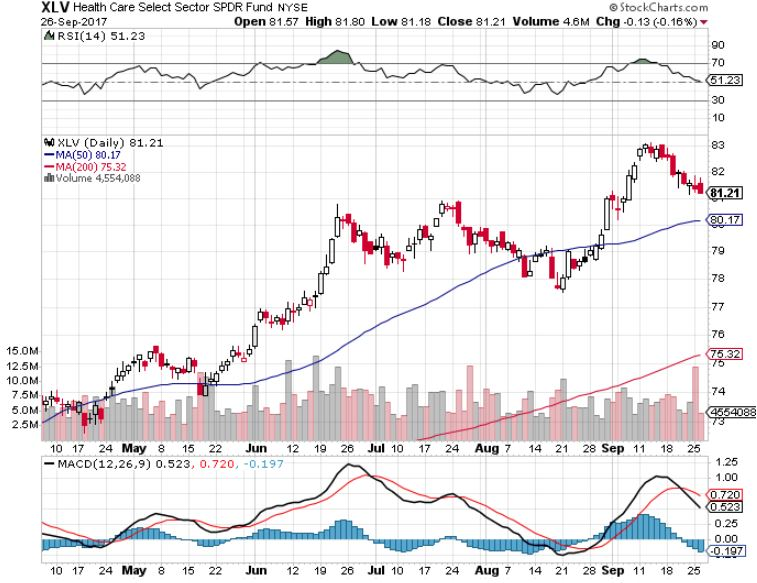 XLV Health Care Select Sector SPDR Fund NYSE
© StockCharts.com
26-Sep-2017 Open 81.57 High 81.80 Low 81.18 Close 81.21 Volume 4.6M Chg -0.13 (-0.16%)
RSI(14) 51.23
90
70
51.23
30
10
XLV (Daily) 81.21
MA(50) 80.17
MA(200) 75.32
Volume 4,554,088
83
82
81.21
81
80.17
79
78
77
76
75.32
74
4554088
73
15.0M
12.5M
10.0M
7.5M
5.0M
2.5M
10 17 24 May 8 15 22 Jun 12 19 26 Jul 10 17 24 Aug 7 14 21 28 Sep 11 18 25
MACD(12,26,9) 0.523, 0.720, -0.197
1.25
1.00
0.720
0.523
0.25
0.00
-0.197
10 17 24 May 8 15 22 Jun 12 19 26 Jul 10 17 24 Aug 7 14 21 28 Sep 11 18 25